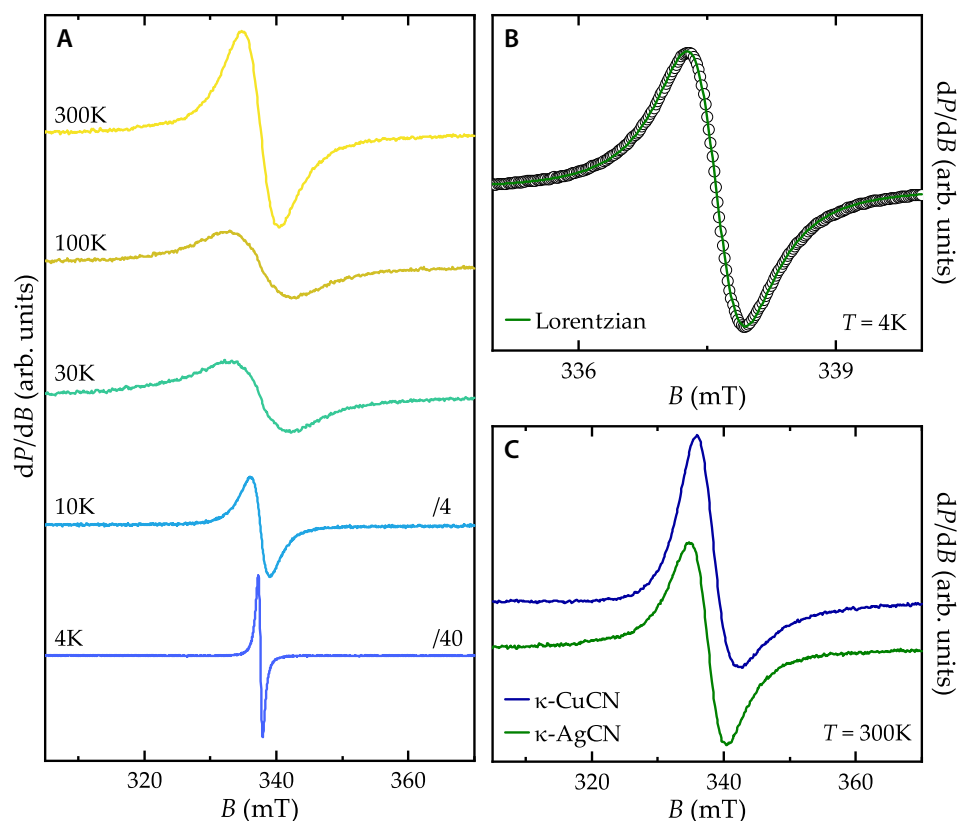 A
300K
100K
30K
10K /4
4K /40
320 340 360
B (mT)
dP/dB (arb. units)
B
Lorentzian
T = 4K
336 339
B (mT)
dP/dB (arb. units)
C
κ-CuCN
κ-AgCN
T = 300K
320 340 360
B (mT)
dP/dB (arb. units)